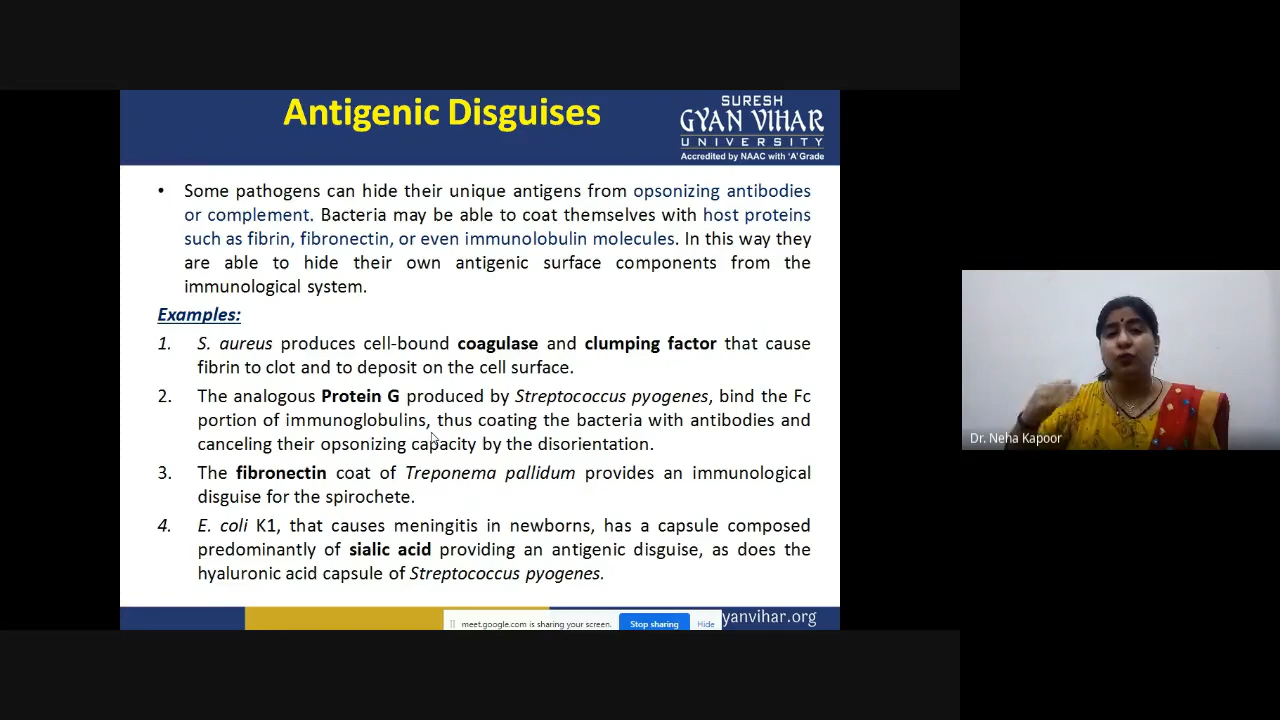 Antigenic Disguises
SURESH
GYAN VIHAR
UNIVERSITY
Accredited by NAAC with 'A' Grade
• Some pathogens can hide their unique antigens from opsonizing antibodies
or complement. Bacteria may be able to coat themselves with host proteins
such as fibrin, fibronectin, or even immunolobulin molecules. In this way they
are able to hide their own antigenic surface components from the
immunological system.
Examples:
1. S. aureus produces cell-bound coagulase and clumping factor that cause
fibrin to clot and to deposit on the cell surface.
2. The analogous Protein G produced by Streptococcus pyogenes, bind the Fc
portion of immunoglobulins, thus coating the bacteria with antibodies and
canceling their opsonizing capacity by the disorientation.
3. The fibronectin coat of Treponema pallidum provides an immunological
disguise for the spirochete.
4. E. coli K1, that causes meningitis in newborns, has a capsule composed
predominantly of sialic acid providing an antigenic disguise, as does the
hyaluronic acid capsule of Streptococcus pyogenes.
meet.google.com is sharing your screen. Stop sharing Hide
yanvihar.org
Dr. Neha Kapoor